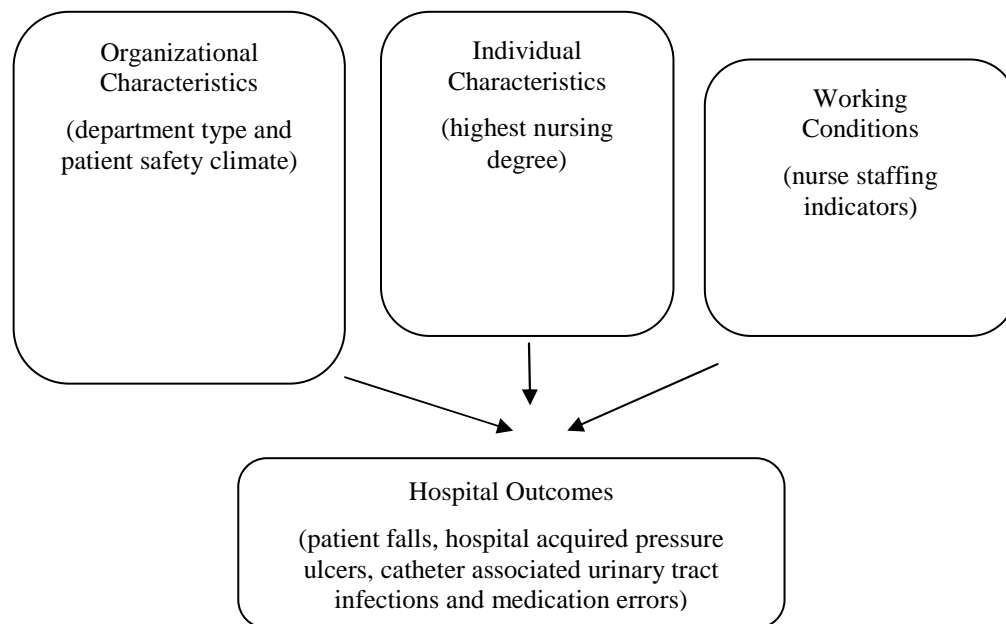 Organizational
Characteristics
(department type and
patient safety climate)
Individual
Characteristics
(highest nursing
degree)
Working
Conditions
(nurse staffing
indicators)
Hospital Outcomes
(patient falls, hospital acquired pressure
ulcers, catheter associated urinary tract
infections and medication errors)